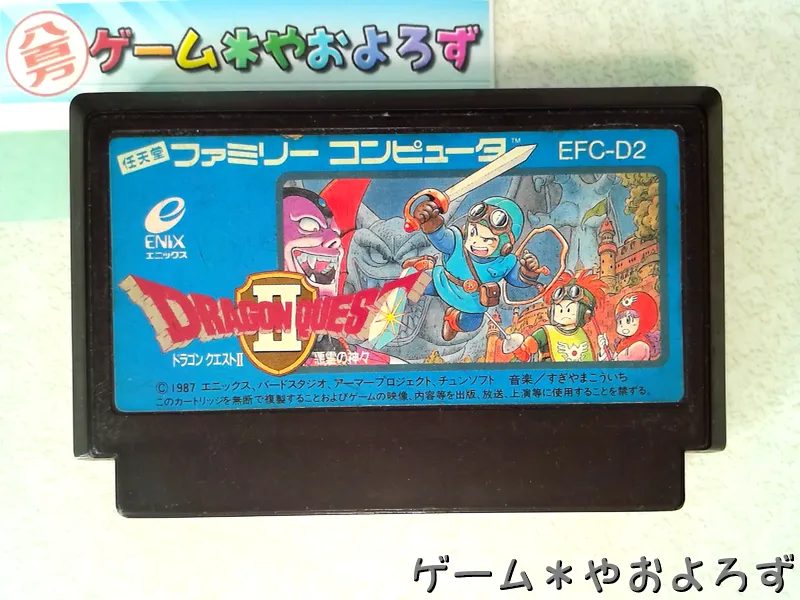 八百万
ゲーム＊やおよろず
任天堂 ファミリー コンピュータ™ EFC-D2
e
ENIX
エニックス
DRAGON QUEST
II
ドラゴンクエストII 悪霊の神々
© 1987 エニックス、バードスタジオ、アーマープロジェクト、チュンソフト 音楽／すぎやまこういち
このカートリッジを無断で複製することおよびゲームの映像、内容等を出版、放送、上演等に使用することを禁ずる。
ゲーム＊やおよろず